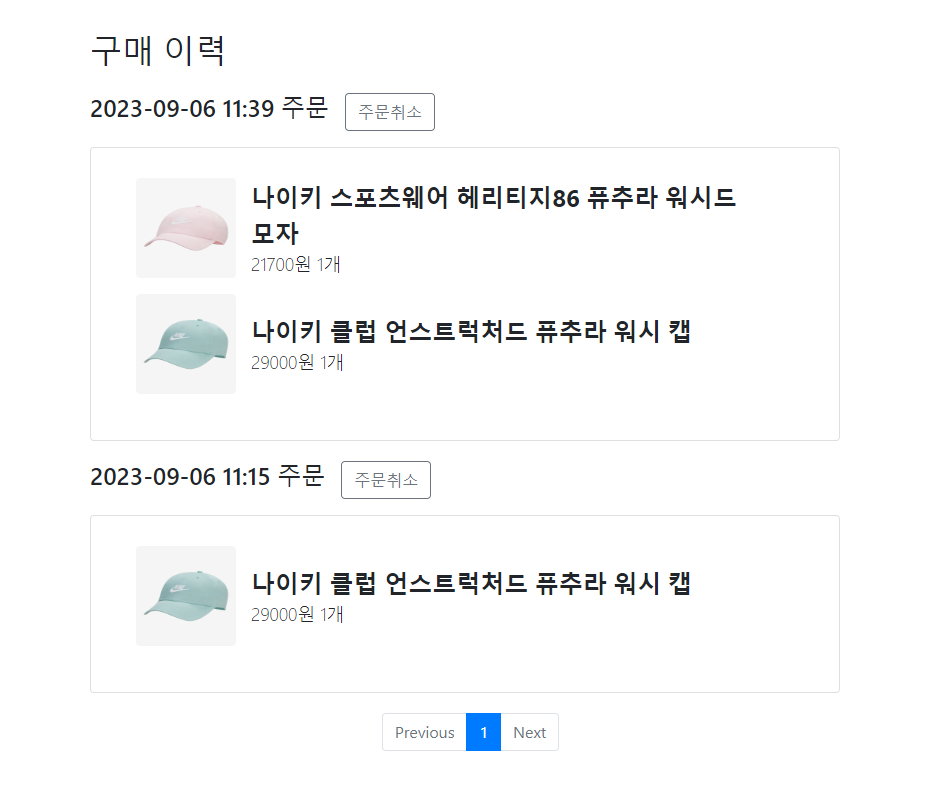 구매 이력
2023-09-06 11:39 주문 주문취소
나이키 스포츠웨어 헤리티지86 퓨추라 워시드
모자
21700원 1개
나이키 클럽 언스트럭처드 퓨추라 워시 캡
29000원 1개
2023-09-06 11:15 주문 주문취소
나이키 클럽 언스트럭처드 퓨추라 워시 캡
29000원 1개
Previous 1 Next